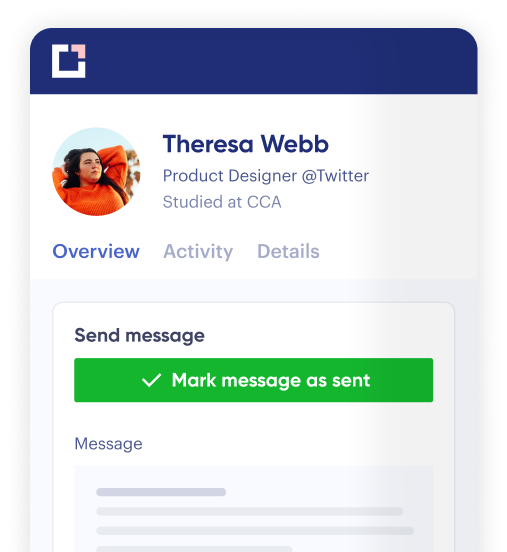 Theresa Webb
Product Designer @Twitter
Studied at CCA
Overview Activity Details
Send message
Mark message as sent
Message